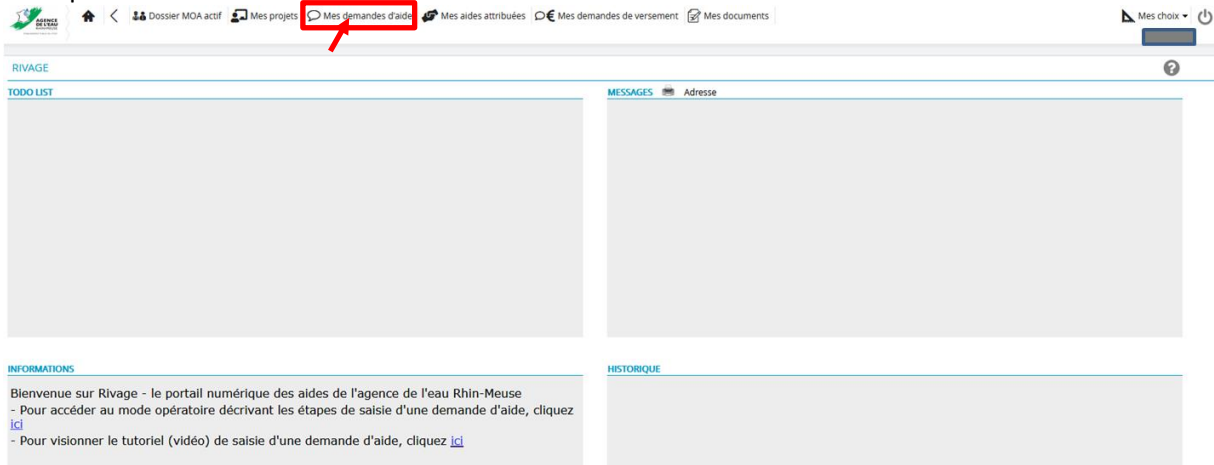 AGENCE
DE L'EAU
Dossier MOA actif Mes projets Mes demandes d'aide Mes aides attribuées € Mes demandes de versement Mes documents Mes choix
RIVAGE ?
TODO LIST
MESSAGES Adresse
INFORMATIONS
Bienvenue sur Rivage - le portail numérique des aides de l'agence de l'eau Rhin-Meuse
- Pour accéder au mode opératoire décrivant les étapes de saisie d'une demande d'aide, cliquez
ici
- Pour visionner le tutoriel (vidéo) de saisie d'une demande d'aide, cliquez ici
HISTORIQUE